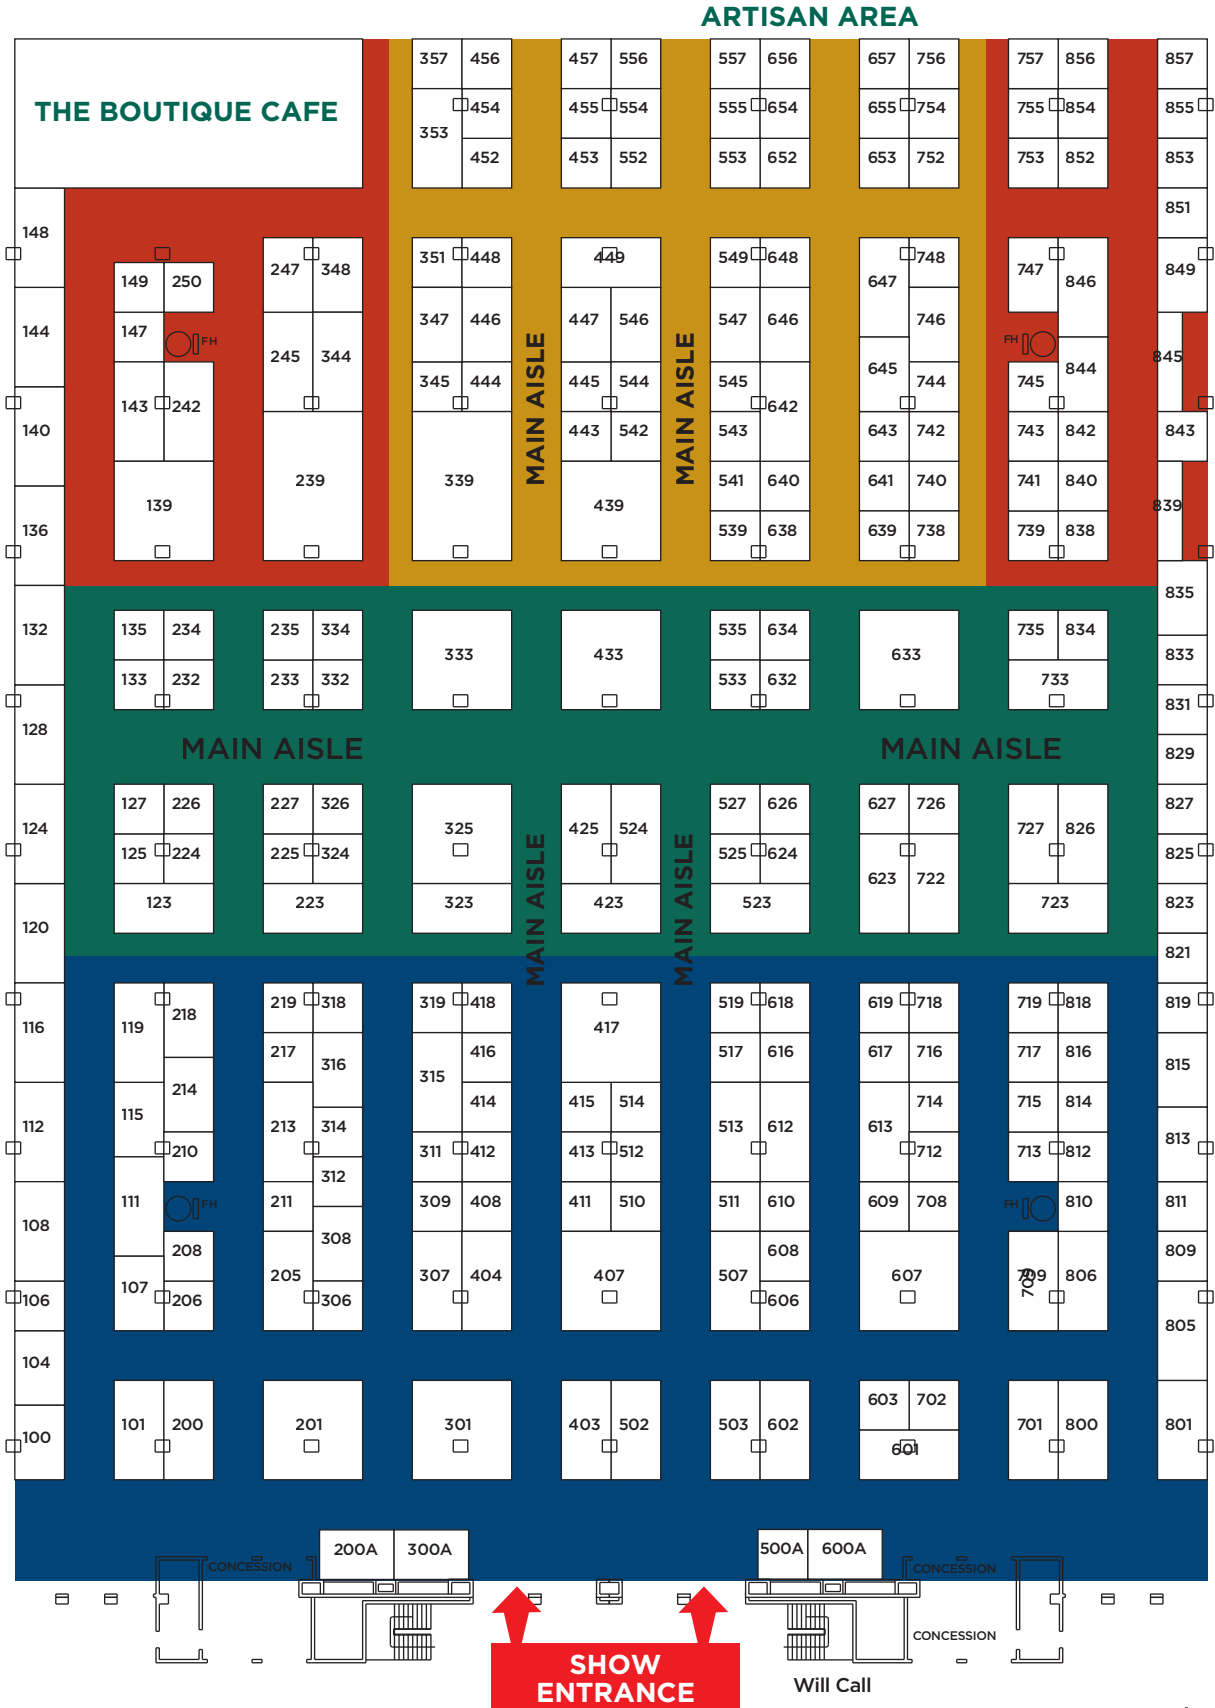 ARTISAN AREA
THE BOUTIQUE CAFE
357 456 457 556 557 656 657 756 757 856 857
454 455 554 555 654 655 754 755 854 855
353
452 453 552 553 652 653 752 753 852 853
851
148
351 448 449 549 648 748 
247 348 647 747 846 849
149 250
147 FH FH
144 347 446 447 546 547 646 746
245 344 645 844 845
345 444 445 544 545 744 745
143 242 642
140 443 542 543 643 742 743 842 843
MAIN AISLE MAIN AISLE
239 339 541 640 641 740 741 840
139 439 839
136 539 638 639 738 739 838
835
132 135 234 235 334 535 634 735 834
333 433 633 833
133 232 233 332 533 632 733
831
128 MAIN AISLE MAIN AISLE
829
127 226 227 326 527 626 627 726 827
124 325 425 524 727 826
125 224 225 324 525 624 825
MAIN AISLE MAIN AISLE
623 722
123 223 323 423 523 723 823
120
821
219 318 319 418 519 618 619 718 719 818 819
116 119 218 417
217 416 517 616 617 716 717 816 815
316 315
214 415 514 714 715 814
115 414
112 213 314 513 612 613 813
210 311 412 413 512 712 713 812
312
111 211 309 408 411 510 511 610 609 708 810 811
FH FH
108
208 308 608 809
107 205 307 404 407 507 607 709 709 806
106 206 306 606
805
104
603 702
101 200 201 301 403 502 503 602 701 800 801
100 601
200A 300A 500A 600A
CONCESSION CONCESSION
CONCESSION
SHOW
ENTRANCE
Will Call